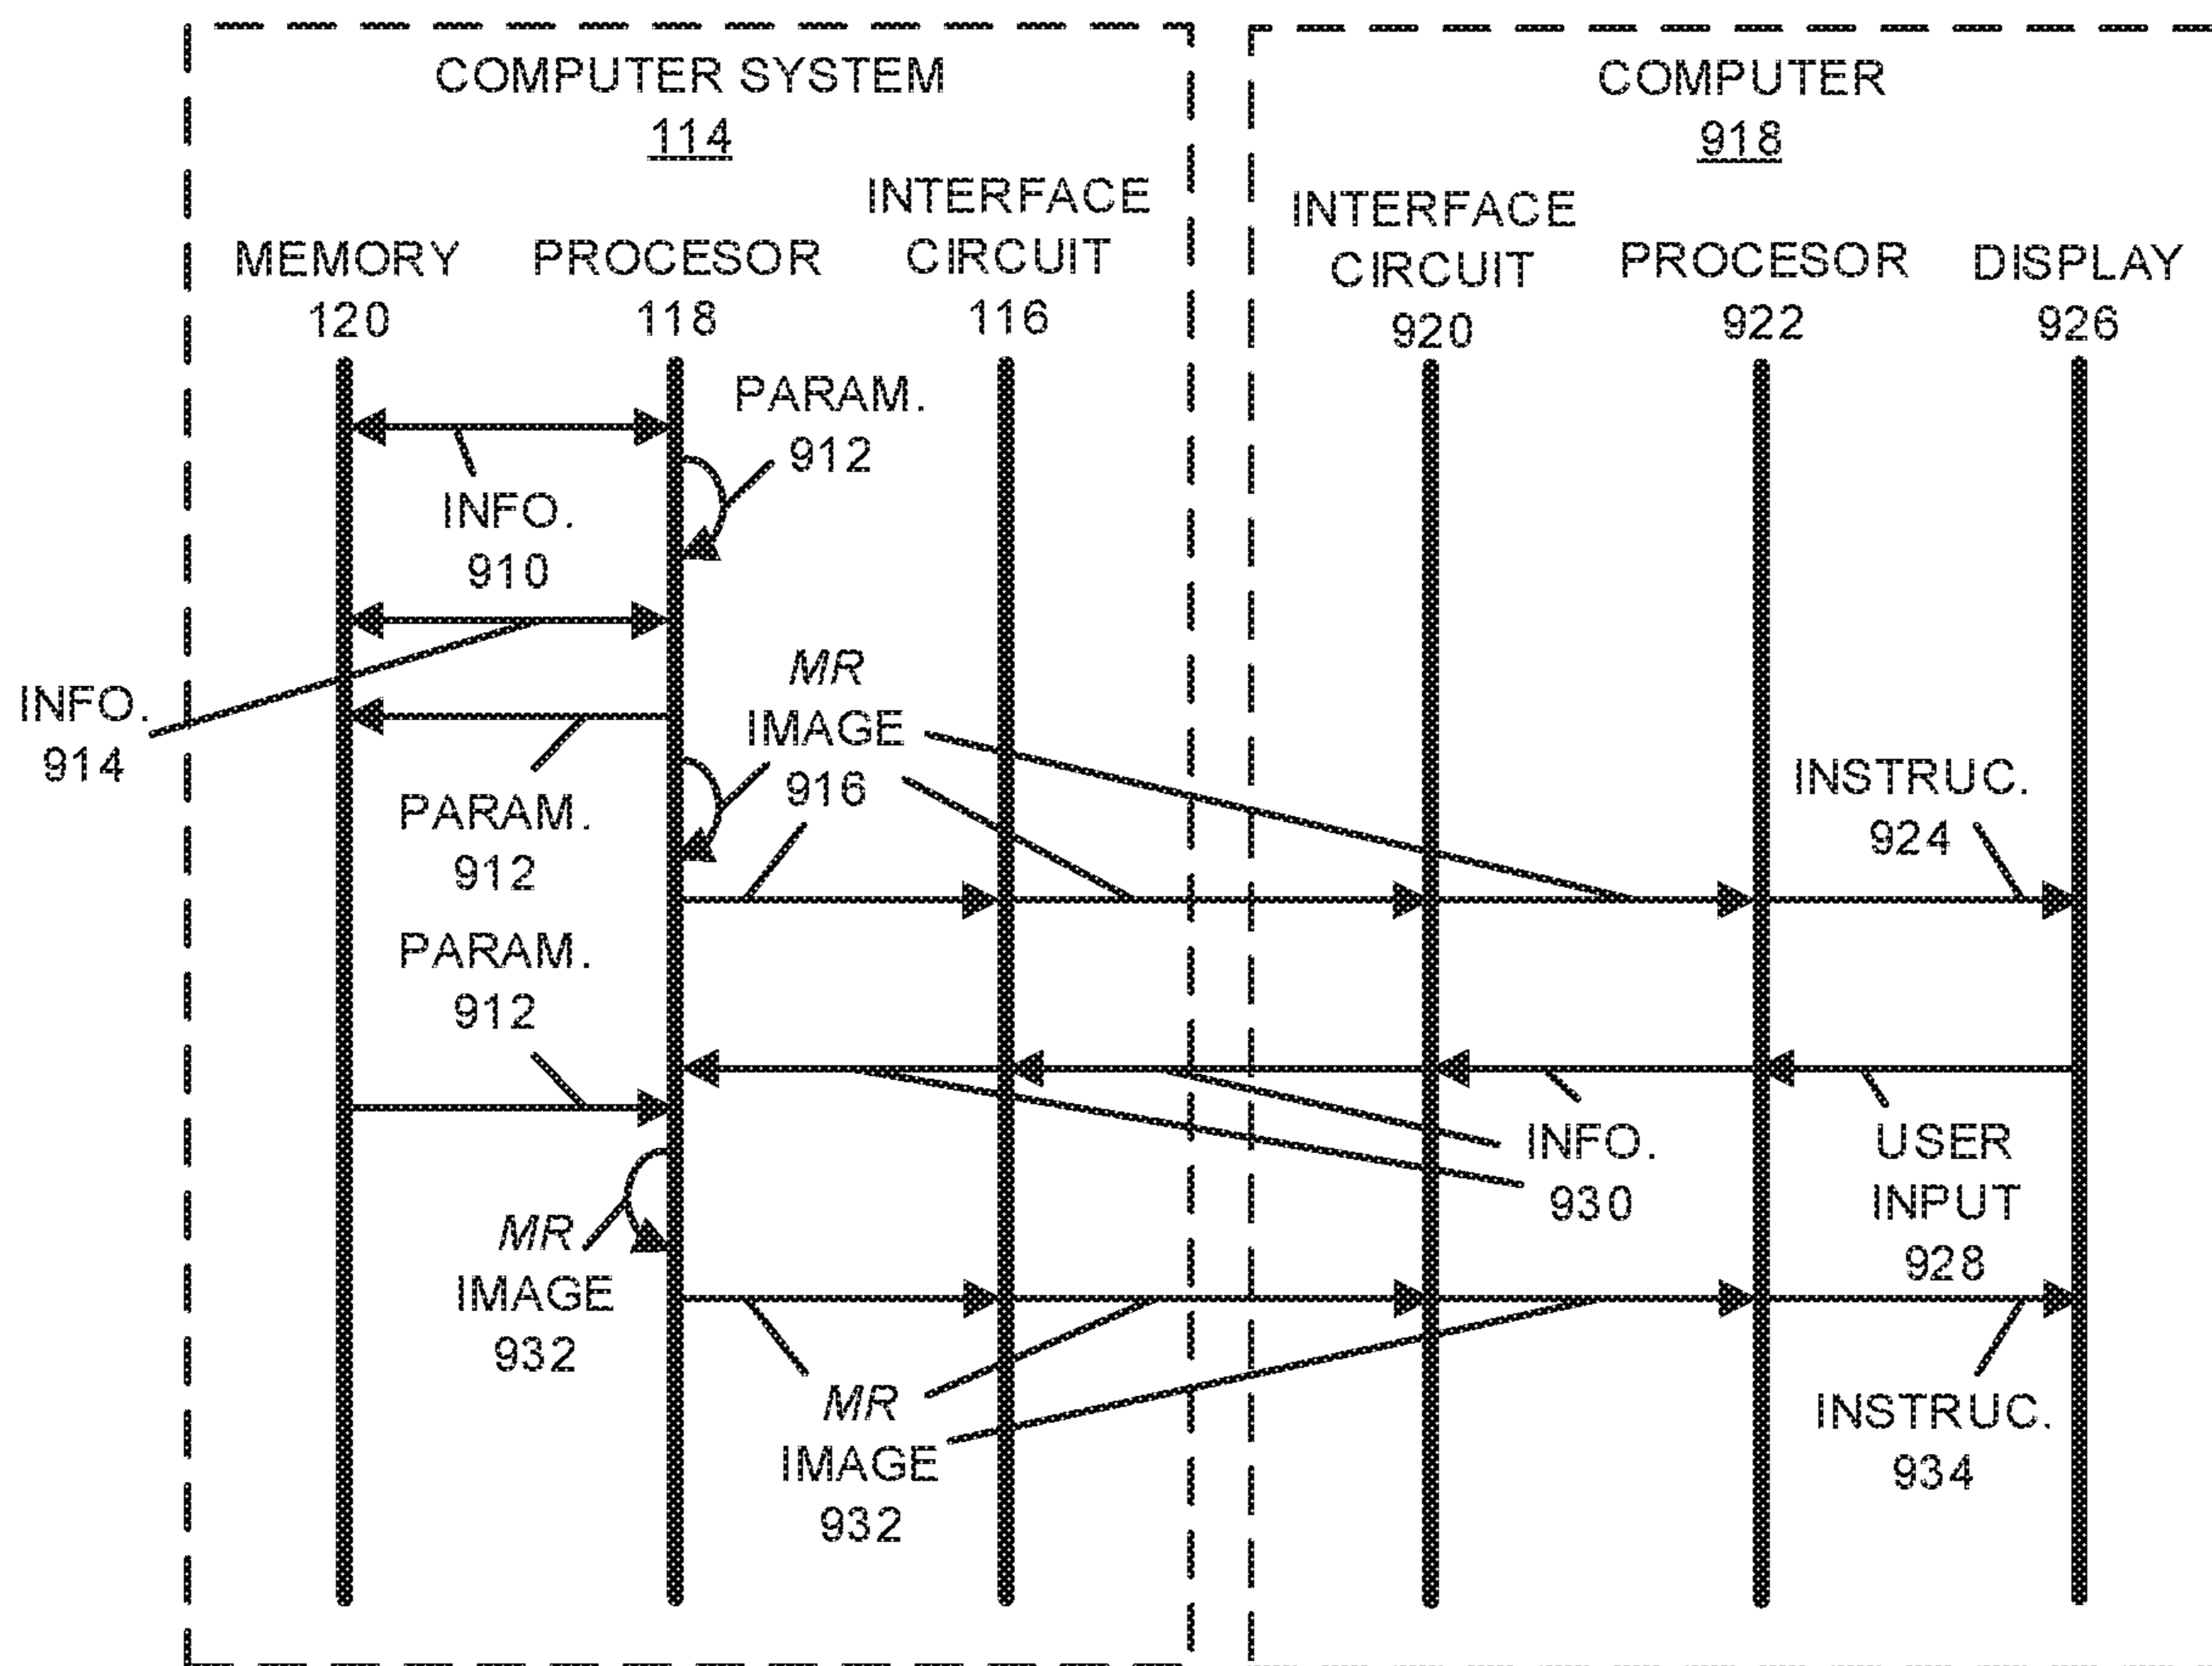 COMPUTER SYSTEM
114
COMPUTER
918
MEMORY
120
PROCESOR
118
INTERFACE
CIRCUIT
116
INTERFACE
CIRCUIT
920
PROCESOR
922
DISPLAY
926
PARAM.
912
INFO.
910
INFO.
914
MR
IMAGE
916
PARAM.
912
INSTRUC.
924
PARAM.
912
INFO.
930
USER
INPUT
928
MR
IMAGE
932
MR
IMAGE
932
INSTRUC.
934